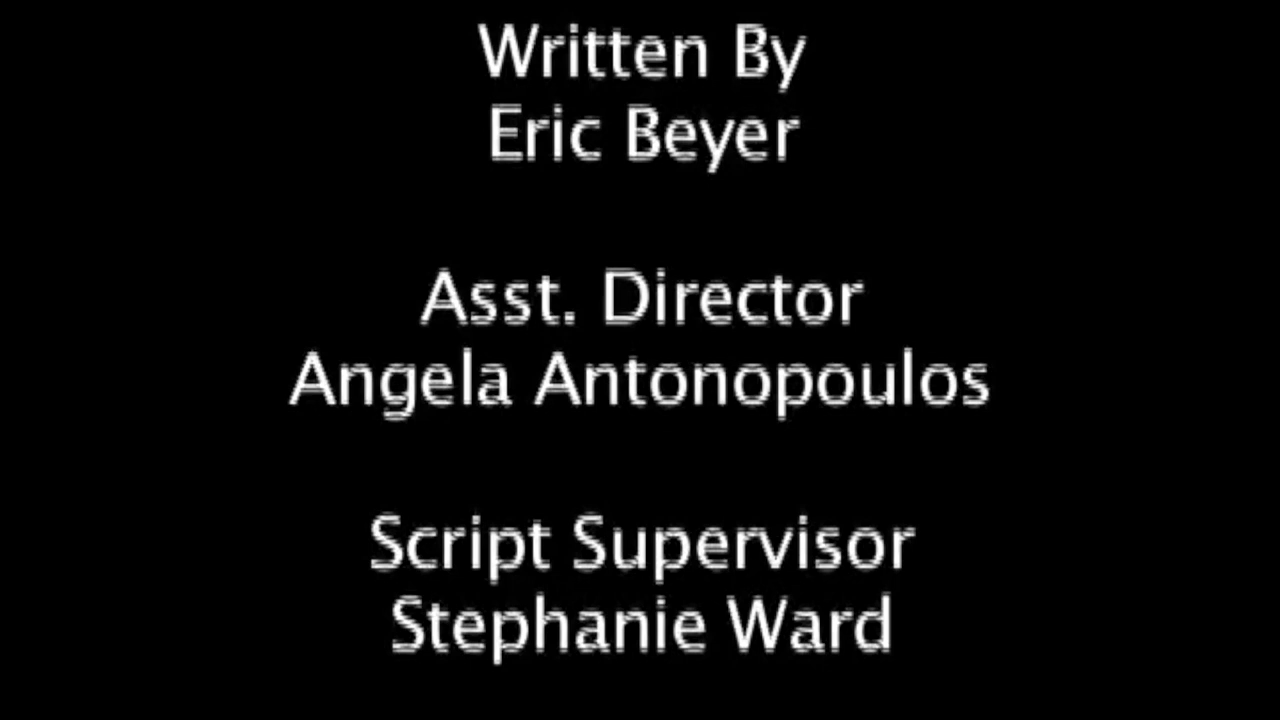 Written By
Eric Beyer
Asst. Director
Angela Antonopoulos
Script Supervisor
Stephanie Ward